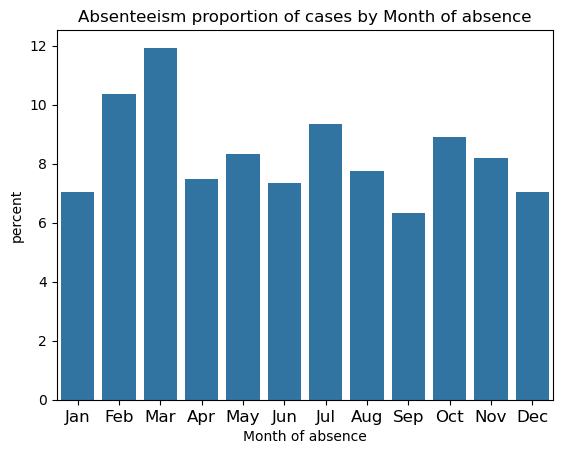 Absenteeism proportion of cases by Month of absence
12
10
8
6
4
2
0
percent
Jan Feb Mar Apr May Jun Jul Aug Sep Oct Nov Dec
Month of absence